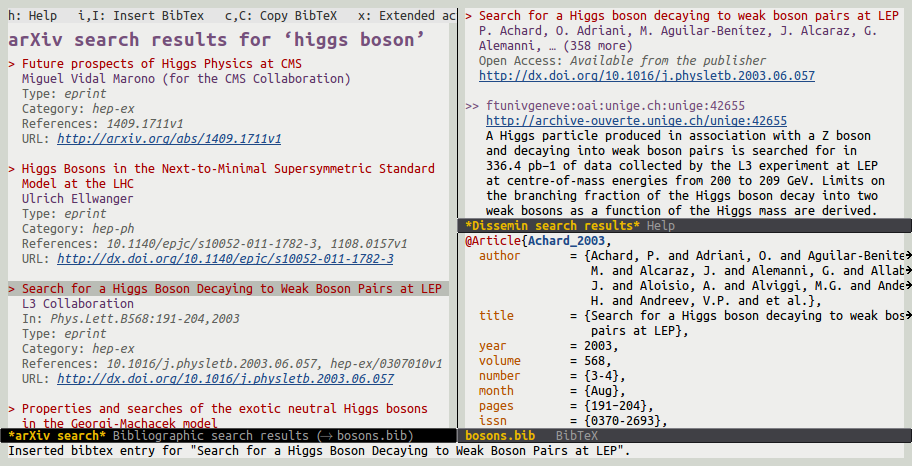 h: Help   i,I: Insert BibTex   c,C: Copy BibTeX   x: Extended ac
arXiv search results for ‘higgs boson’
> Future prospects of Higgs Physics at CMS
Miguel Vidal Marono (for the CMS Collaboration)
Type: eprint
Category: hep-ex
References: 1409.1711v1
URL: http://arxiv.org/abs/1409.1711v1
> Higgs Bosons in the Next-to-Minimal Supersymmetric Standard
Model at the LHC
Ulrich Ellwanger
Type: eprint
Category: hep-ph
References: 10.1140/epjc/s10052-011-1782-3, 1108.0157v1
URL: http://dx.doi.org/10.1140/epjc/s10052-011-1782-3
> Search for a Higgs Boson Decaying to Weak Boson Pairs at LEP
L3 Collaboration
In: Phys.Lett.B568:191-204,2003
Type: eprint
Category: hep-ex
References: 10.1016/j.physletb.2003.06.057, hep-ex/0307010v1
URL: http://dx.doi.org/10.1016/j.physletb.2003.06.057
> Properties and searches of the exotic neutral Higgs bosons
in the Georgi-Machacek model
*arXiv search* Bibliographic search results (→ bosons.bib)
> Search for a Higgs boson decaying to weak boson pairs at LEP
P. Achard, O. Adriani, M. Aguilar-Benitez, J. Alcaraz, G.
Alemanni, … (358 more)
Open Access: Available from the publisher
http://dx.doi.org/10.1016/j.physletb.2003.06.057
>> ftunivgeneve:oai:unige.ch:unige:42655
http://archive-ouverte.unige.ch/unige:42655
A Higgs particle produced in association with a Z boson
and decaying into weak boson pairs is searched for in
336.4 pb−1 of data collected by the L3 experiment at LEP
at centre-of-mass energies from 200 to 209 GeV. Limits on
the branching fraction of the Higgs boson decay into two
weak bosons as a function of the Higgs mass are derived.
*Dissem­in search results* Help
@Article{Achard_2003,
author = {Achard, P. and Adriani, O. and Aguilar-Benite
M. and Alcaraz, J. and Alemanni, G. and Allab
J. and Aloisio, A. and Alviggi, M.G. and Ande
H. and Andreev, V.P. and et al.},
title = {Search for a Higgs boson decaying to weak bos
pairs at LEP},
year = 2003,
volume = 568,
number = {3-4},
month = {Aug},
pages = {191–204},
issn = {0370-2693},
bosons.bib   BibTeX
Inserted bibtex entry for "Search for a Higgs Boson Decaying to Weak Boson Pairs at LEP".